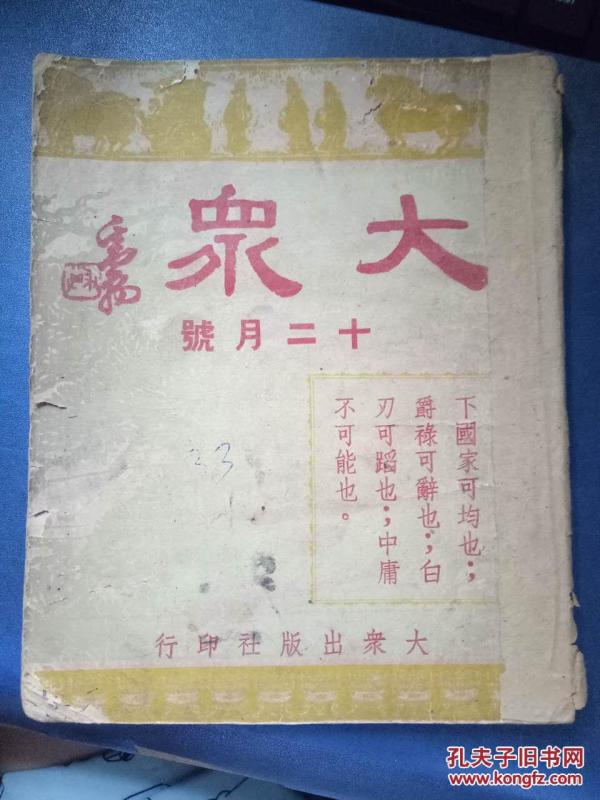 大衆
十二月號
下國家可均也；
爵祿可辭也；白
刃可蹈也；中庸
不可能也。
33
大衆出版社印行
孔夫子旧书网
www.kongfz.com